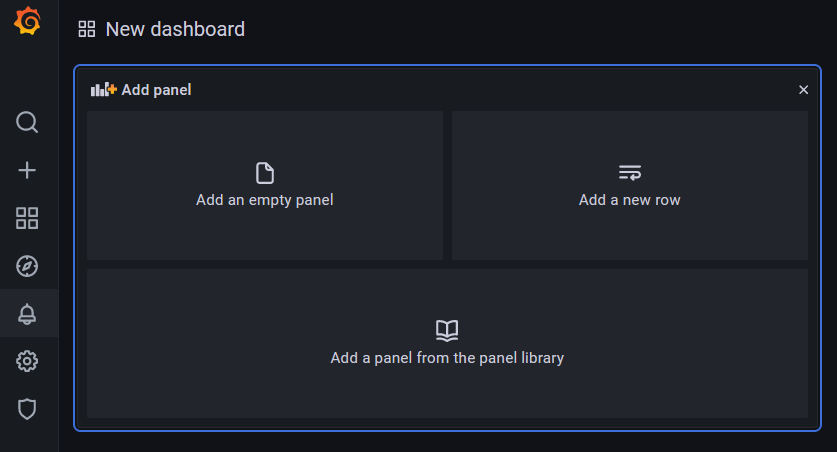 New dashboard
Add panel
Add an empty panel
Add a new row
Add a panel from the panel library